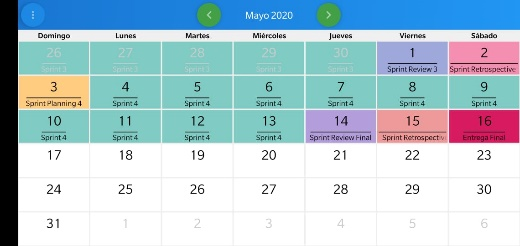 Mayo 2020
Domingo Lunes Martes Miércoles Jueves Viernes Sábado
26 27 28 29 30 1 2
Sprint 3 Sprint 3 Sprint 3 Sprint 3 Sprint 3 Sprint Review 3 Sprint Retrospective
3 4 5 6 7 8 9
Sprint Planning 4 Sprint 4 Sprint 4 Sprint 4 Sprint 4 Sprint 4 Sprint 4
10 11 12 13 14 15 16
Sprint 4 Sprint 4 Sprint 4 Sprint 4 Sprint Review Final Sprint Retrospectiv Entrega Final
17 18 19 20 21 22 23
24 25 26 27 28 29 30
31 1 2 3 4 5 6